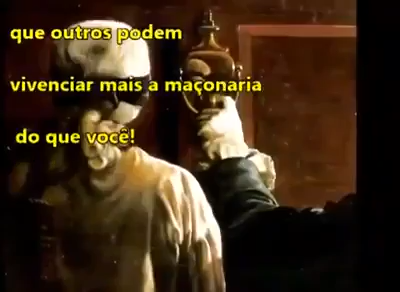 que outros podem
vivenciar mais a maçonaria
do que você!